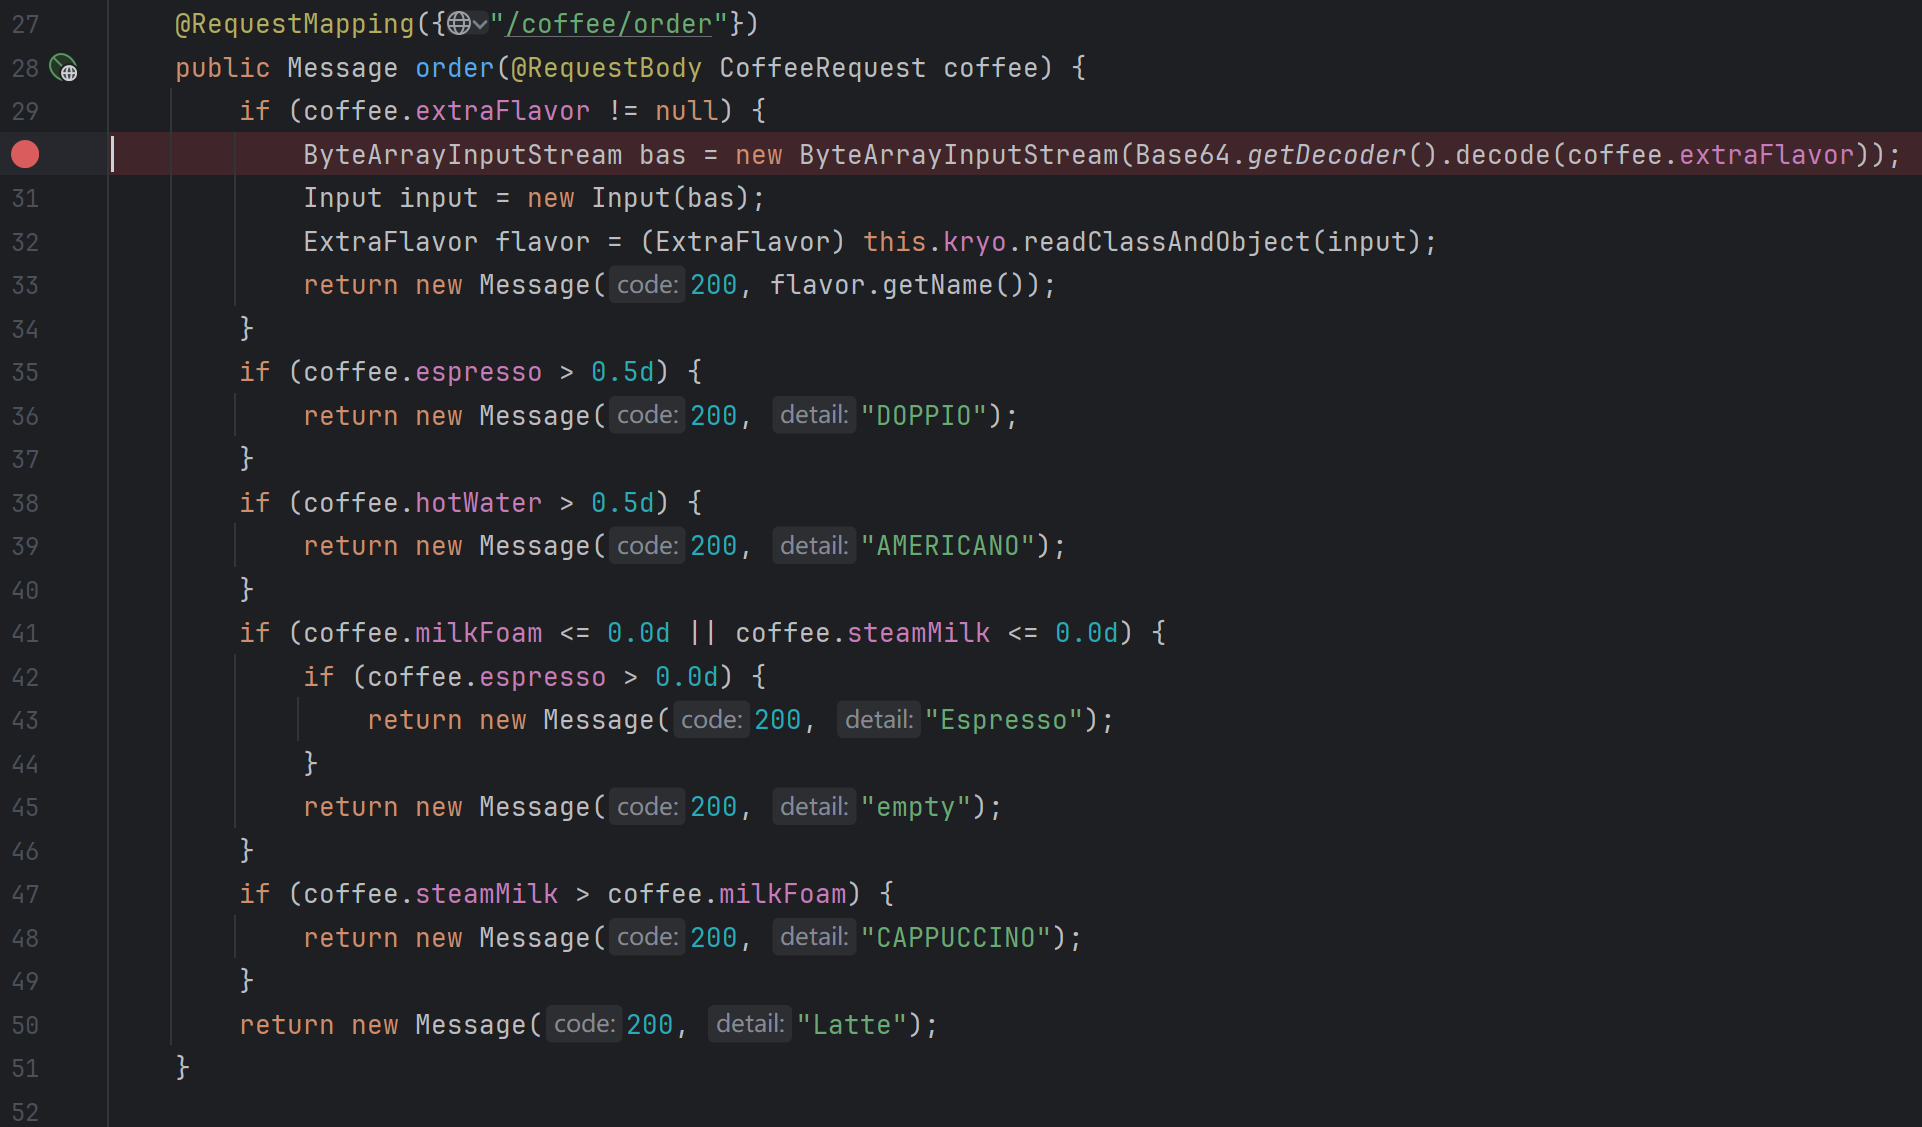 27 @RequestMapping({"/coffee/order"})
28 public Message order(@RequestBody CoffeeRequest coffee) {
29 if (coffee.extraFlavor != null) {
ByteArrayInputStream bas = new ByteArrayInputStream(Base64.getDecoder().decode(coffee.extraFlavor));
31 Input input = new Input(bas);
32 ExtraFlavor flavor = (ExtraFlavor) this.kryo.readClassAndObject(input);
33 return new Message( code: 200, flavor.getName());
34 }
35 if (coffee.espresso > 0.5d) {
36 return new Message( code: 200, detail: "DOPPIO");
37 }
38 if (coffee.hotWater > 0.5d) {
39 return new Message( code: 200, detail: "AMERICANO");
40 }
41 if (coffee.milkFoam <= 0.0d || coffee.steamMilk <= 0.0d) {
42 if (coffee.espresso > 0.0d) {
43 return new Message( code: 200, detail: "Espresso");
44 }
45 return new Message( code: 200, detail: "empty");
46 }
47 if (coffee.steamMilk > coffee.milkFoam) {
48 return new Message( code: 200, detail: "CAPPUCCINO");
49 }
50 return new Message( code: 200, detail: "Latte");
51 }
52